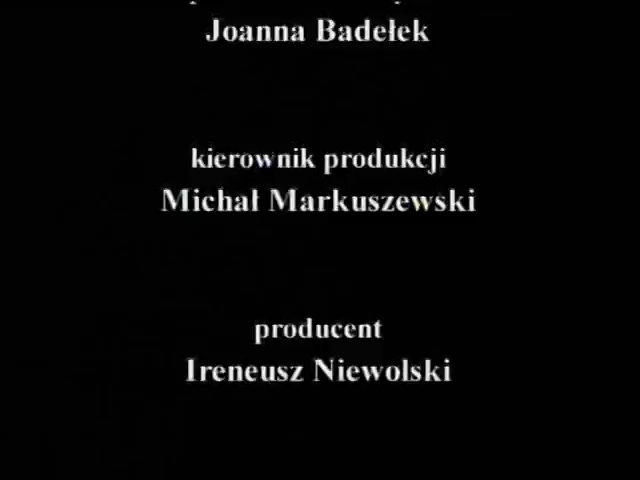 Joanna Badełek
kierownik produkcji
Michał Markuszewski
producent
Ireneusz Niewolski